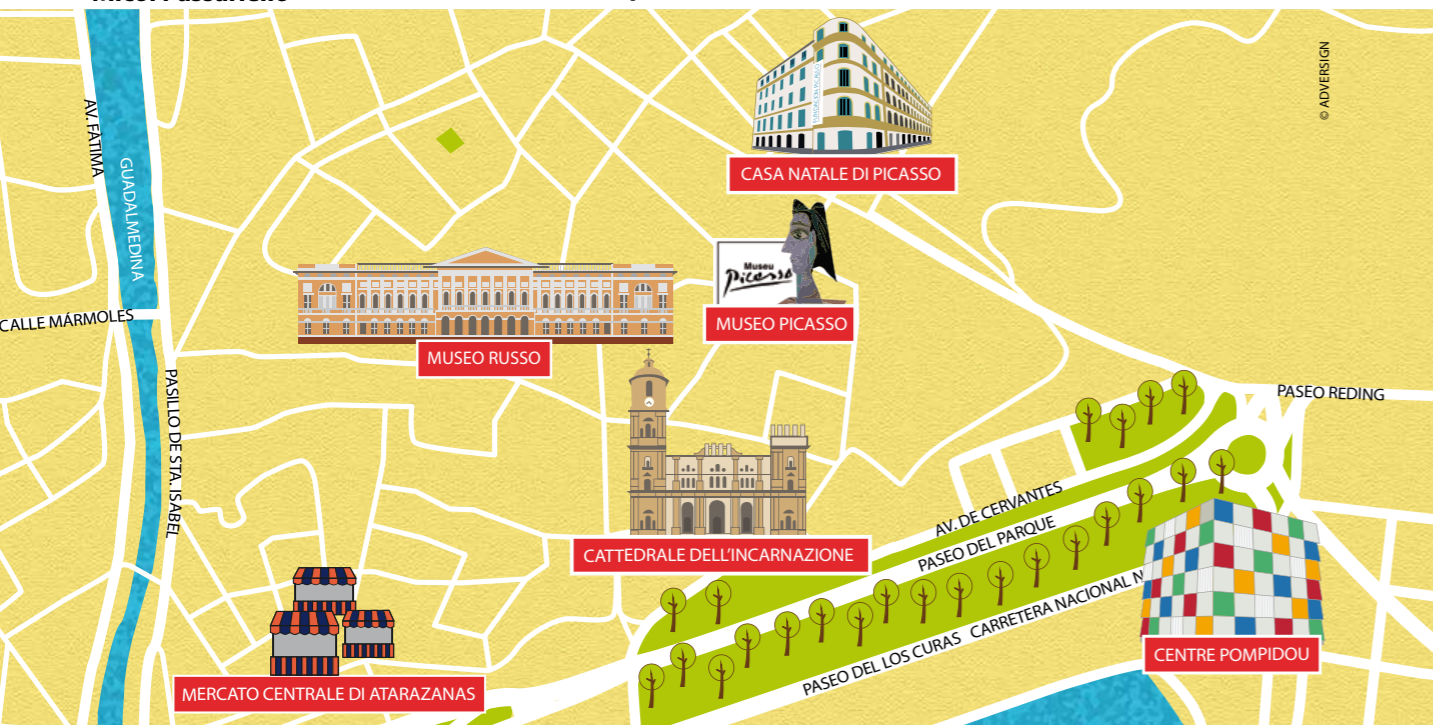 © ADVERSIGN
AV. FÁTIMA
GUADALMEDINA
CASA NATALE DI PICASSO
Museu
Picasso
MUSEO PICASSO
CALLE MÁRMOLES
MUSEO RUSSO
PASILLO DE STA. ISABEL
PASEO REDING
AV. DE CERVANTES
PASEO DEL PARQUE
CATTEDRALE DELL'INCARNAZIONE
CARRETERA NACIONAL N
PASEO DEL LOS CURAS
CENTRE POMPIDOU
MERCATO CENTRALE DI ATARAZANAS